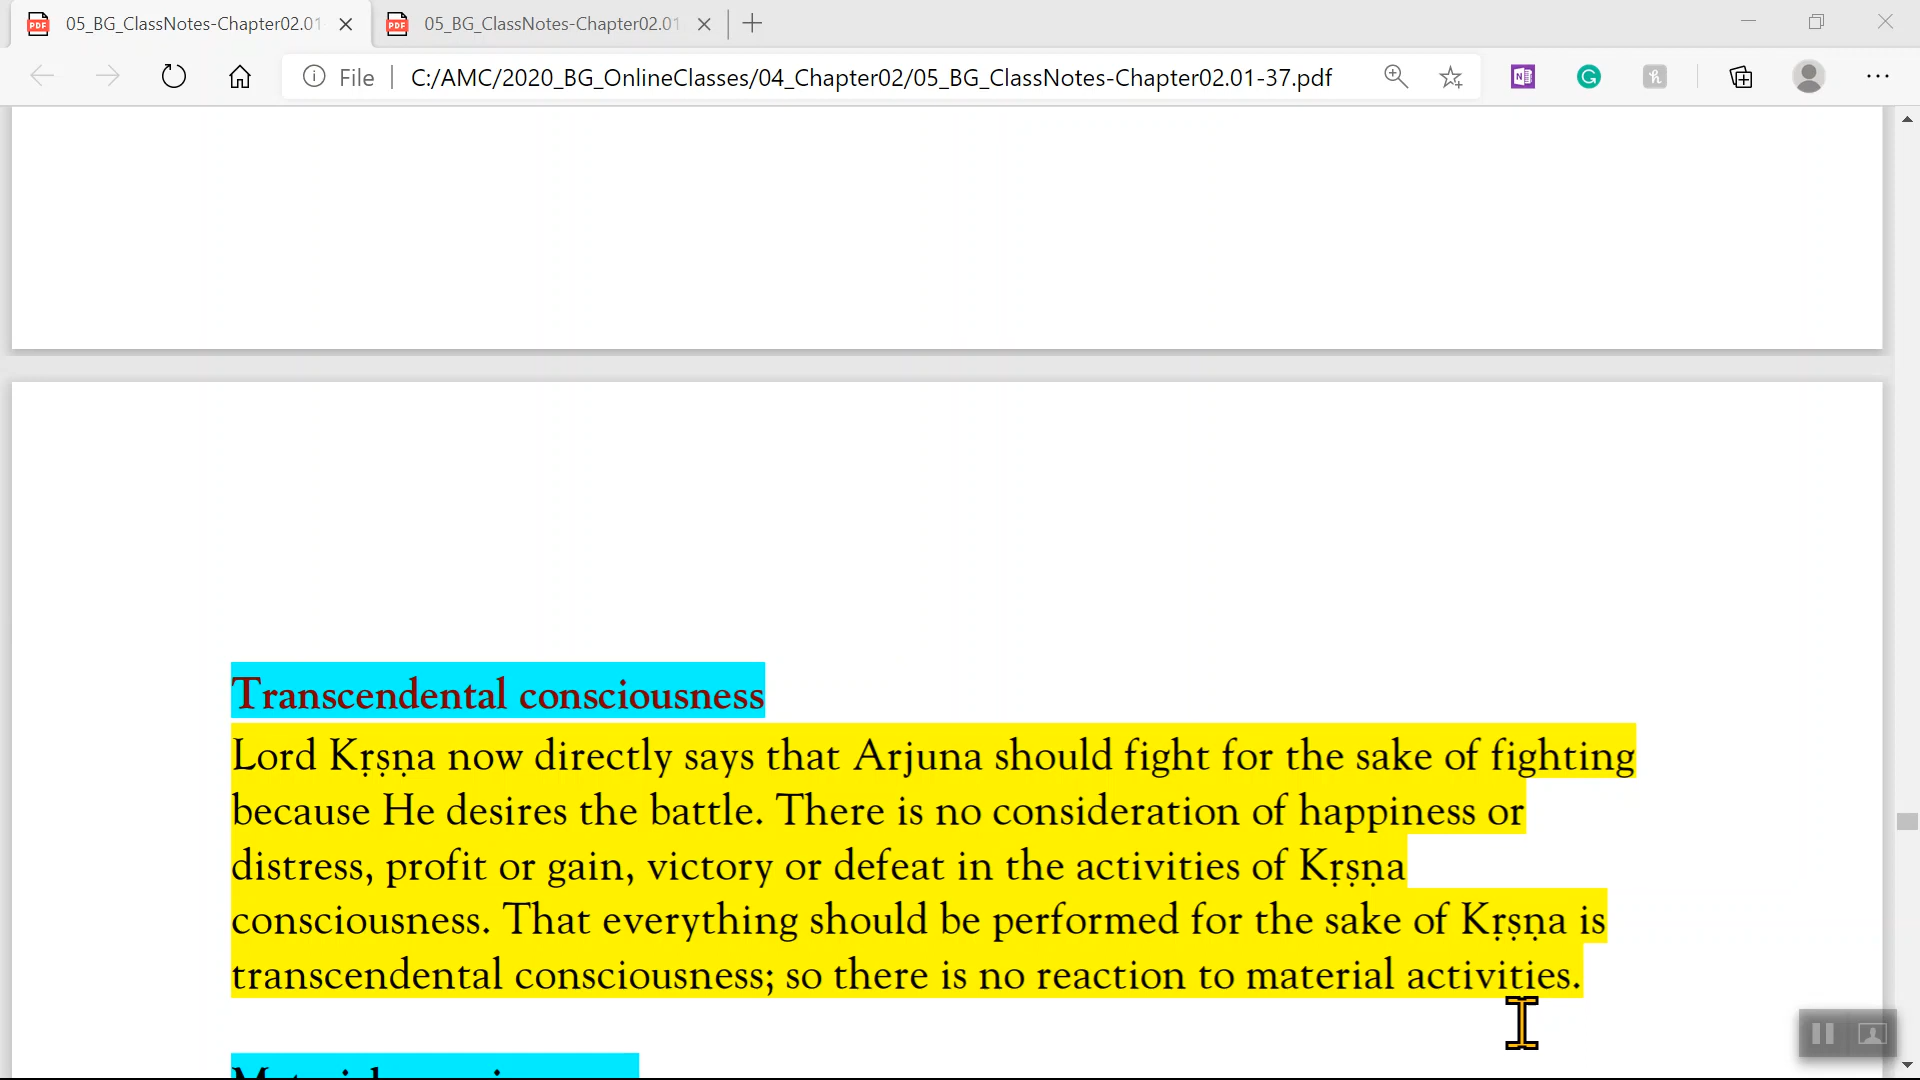 05_BG_ClassNotes-Chapter02.01
05_BG_ClassNotes-Chapter02.01
File
C:/AMC/2020_BG_OnlineClasses/04_Chapter02/05_BG_ClassNotes-Chapter02.01-37.pdf
Transcendental consciousness
Lord Kṛṣṇa now directly says that Arjuna should fight for the sake of fighting
because He desires the battle. There is no consideration of happiness or
distress, profit or gain, victory or defeat in the activities of Kṛṣṇa
consciousness. That everything should be performed for the sake of Kṛṣṇa is
transcendental consciousness; so there is no reaction to material activities.